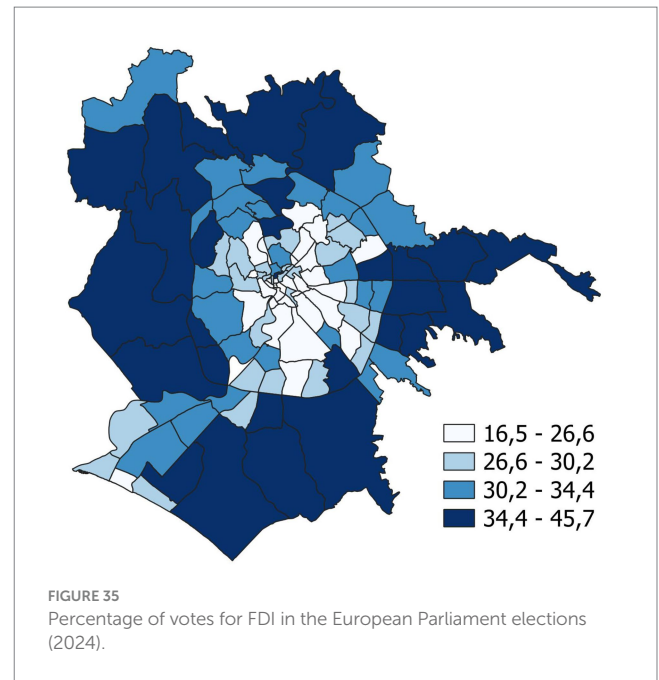 16,5 - 26,6
26,6 - 30,2
30,2 - 34,4
34,4 - 45,7
FIGURE 35
Percentage of votes for FDI in the European Parliament elections
(2024).